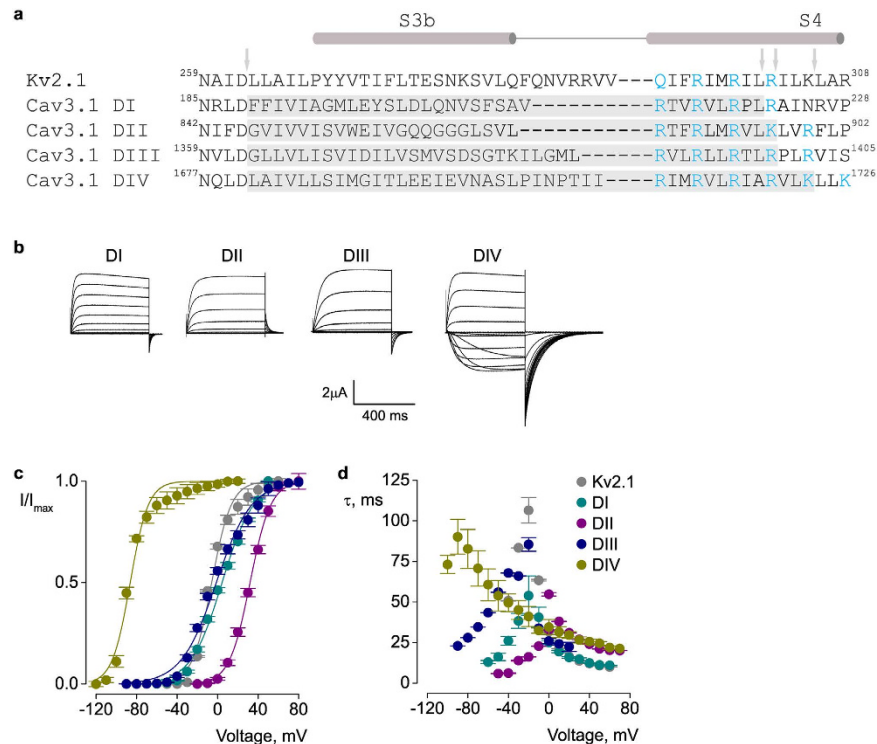 a
S3b S4
Kv2.1 259NAIDLLAILPYYVTIFLTESNKSVLQFQNVRRVV---QIFRIMRILRILKLAR308
Cav3.1 DI 185NRLDFFIVIAGMLEYSLDLQNVSFSAV----------RTVRVLRPLRAINRVP228
Cav3.1 DII 842NIFDGVIVVISVWEIVGQQGGGLSVL-----------RTFRLMRVLKLVRFLP902
Cav3.1 DIII 1359NVLDGLLVLISVIDILVSMVSDSGTKILGML------RVLRLLRTLRPLRVIS1405
Cav3.1 DIV 1677NQLDLAIVLLSIMGITLEEIEVNASLPINPTII----RIMRVLRIARVLKLLK1726
b
DI DII DIII DIV
2μA
400 ms
c d
I/Imax
1.0
0.5
0.0
-120 -80 -40 0 40 80
Voltage, mV
τ, ms
125
100
75
50
25
0
-120 -80 -40 0 40 80
Voltage, mV
Kv2.1
DI
DII
DIII
DIV